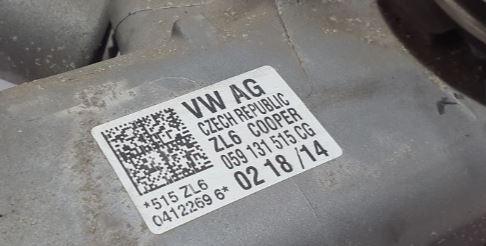 VW AG
CZECH REPUBLIC
ZL6 COOPER
059 131 515 CG
02 18 /14
*515 ZL6
0412269 6*